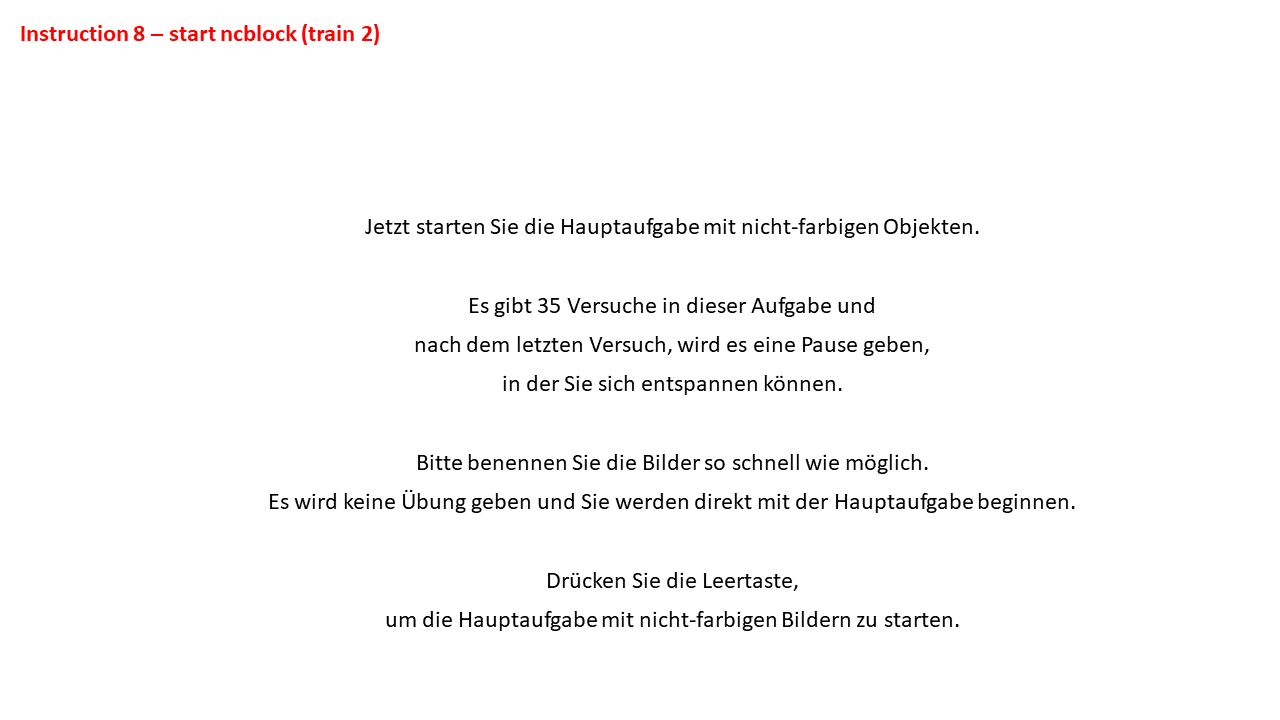 Instruction 8 – start ncblock (train 2)
Jetzt starten Sie die Hauptaufgabe mit nicht-farbigen Objekten.
Es gibt 35 Versuche in dieser Aufgabe und
nach dem letzten Versuch, wird es eine Pause geben,
in der Sie sich entspannen können.
Bitte benennen Sie die Bilder so schnell wie möglich.
Es wird keine Übung geben und Sie werden direkt mit der Hauptaufgabe beginnen.
Drücken Sie die Leertaste,
um die Hauptaufgabe mit nicht-farbigen Bildern zu starten.